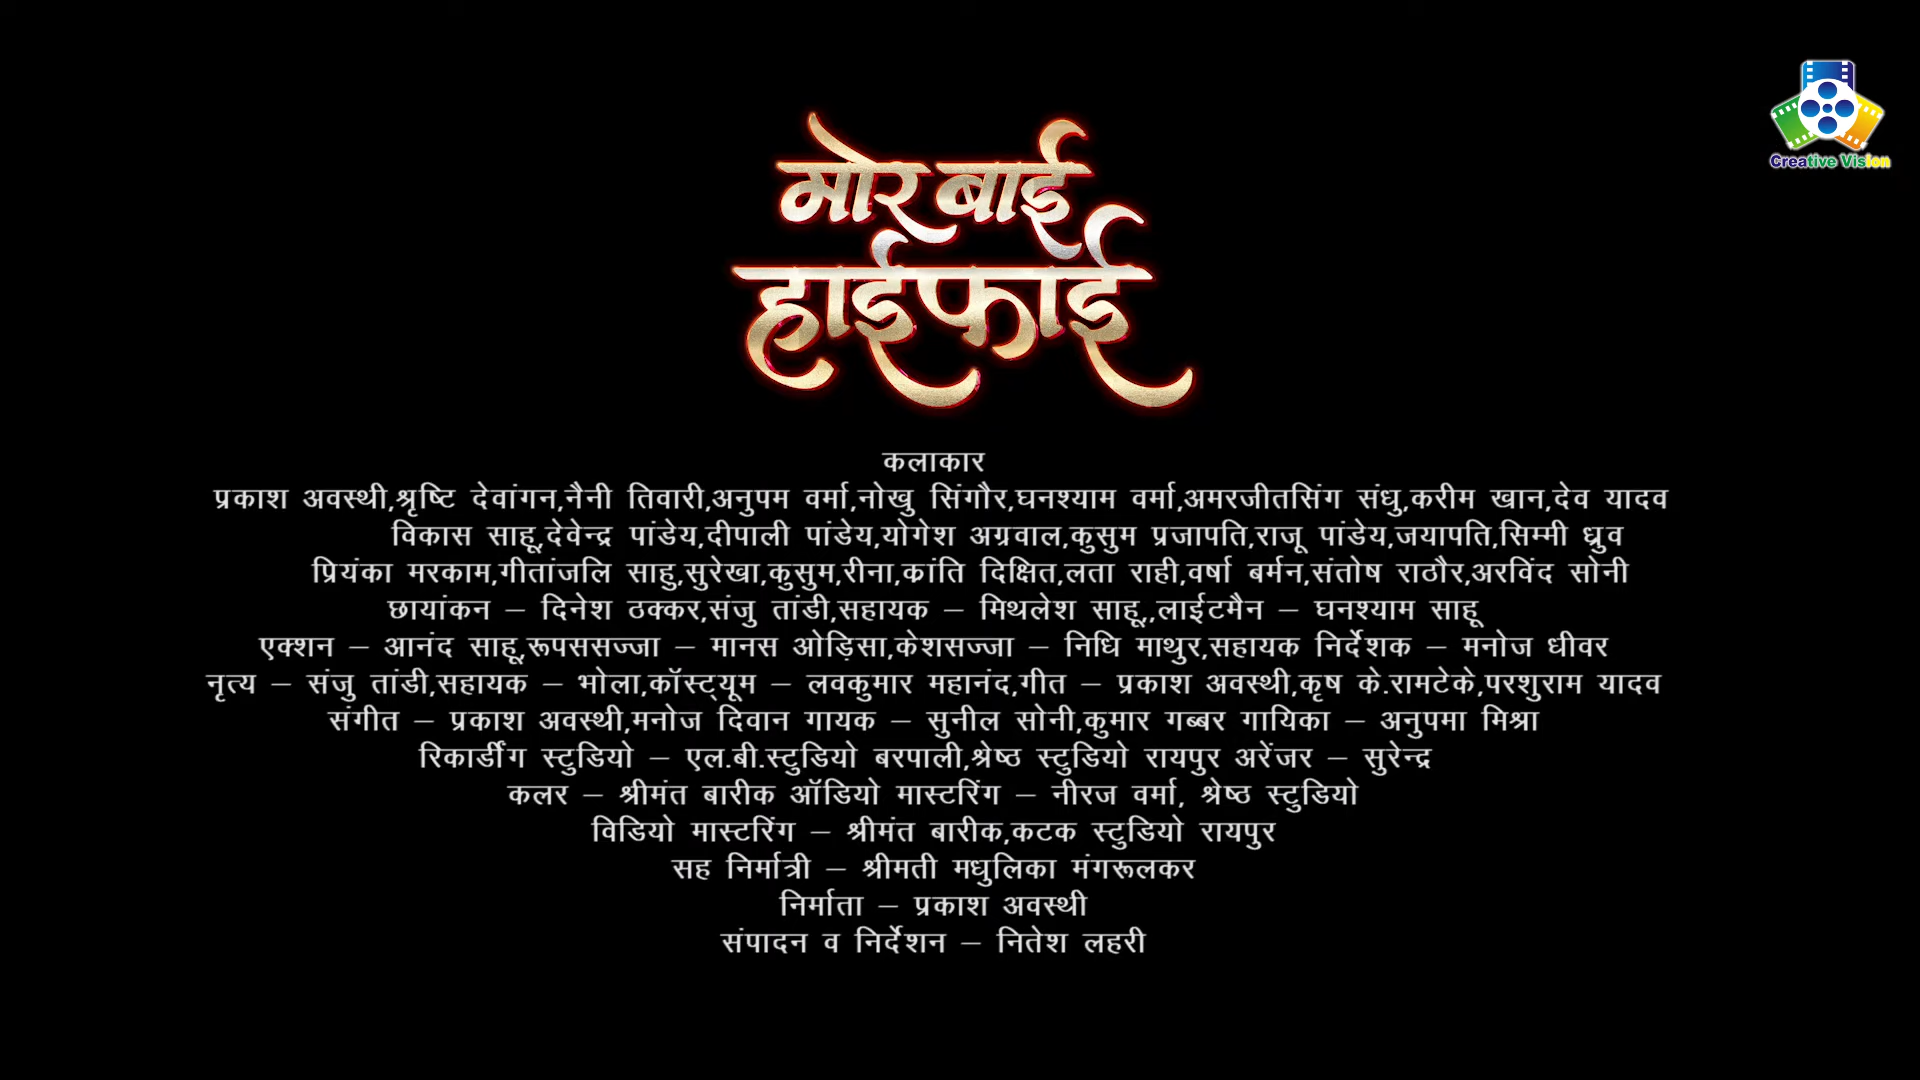 Creative Vision
मोर बाई
हाईफाई
कलाकार
प्रकाश अवस्थी,श्रृष्टि देवांगन,नैनी तिवारी,अनुपम वर्मा,नोखु सिंगौर,घनश्याम वर्मा,अमरजीतसिंग संधु,करीम खान,देव यादव
विकास साहू,देवेन्द्र पांडेय,दीपाली पांडेय,योगेश अग्रवाल,कुसुम प्रजापति,राजू पांडेय,जयापति,सिम्मी ध्रुव
प्रियंका मरकाम,गीतांजलि साहु,सुरेखा,कुसुम,रीना,क्रांति दिक्षित,लता राही,वर्षा बर्मन,संतोष राठौर,अरविंद सोनी
छायांकन – दिनेश ठक्कर,संजु तांडी,सहायक – मिथलेश साहू,,लाईटमैन – घनश्याम साहू
एक्शन – आनंद साहू,रूपससज्जा – मानस ओड़िसा,केशसज्जा – निधि माथुर,सहायक निर्देशक – मनोज धीवर
नृत्य – संजु तांडी,सहायक – भोला,कॉस्ट्यूम – लवकुमार महानंद,गीत – प्रकाश अवस्थी,कृष के.रामटेके,परशुराम यादव
संगीत – प्रकाश अवस्थी,मनोज दिवान गायक – सुनील सोनी,कुमार गब्बर गायिका – अनुपमा मिश्रा
रिकार्डींग स्टुडियो – एल.बी.स्टुडियो बरपाली,श्रेष्ठ स्टुडियो रायपुर अरेंजर – सुरेन्द्र
कलर – श्रीमंत बारीक ऑडियो मास्टरिंग – नीरज वर्मा, श्रेष्ठ स्टुडियो
विडियो मास्टरिंग – श्रीमंत बारीक,कटक स्टुडियो रायपुर
सह निर्मात्री – श्रीमती मधुलिका मंगरूलकर
निर्माता – प्रकाश अवस्थी
संपादन व निर्देशन – नितेश लहरी